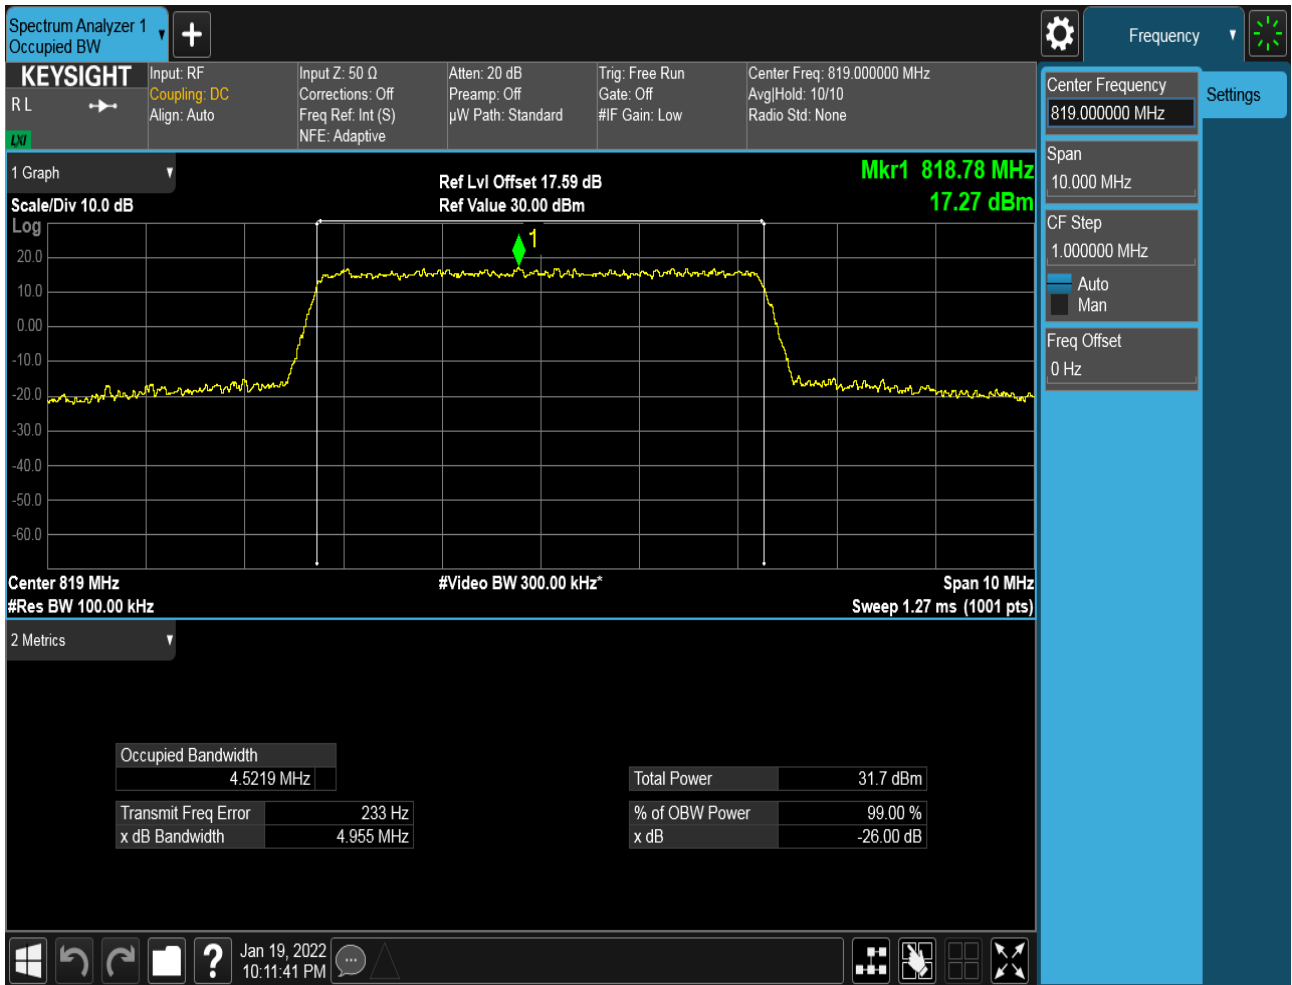 Spectrum Analyzer 1
Occupied BW
Frequency
KEYSIGHT
R L
LXI
Input: RF
Coupling: DC
Align: Auto
Input Z: 50 Ω
Corrections: Off
Freq Ref: Int (S)
NFE: Adaptive
Atten: 20 dB
Preamp: Off
µW Path: Standard
Trig: Free Run
Gate: Off
#IF Gain: Low
Center Freq: 819.000000 MHz
Avg|Hold: 10/10
Radio Std: None
Center Frequency
819.000000 MHz
Settings
Span
10.000 MHz
CF Step
1.000000 MHz
Auto
Man
Freq Offset
0 Hz
1 Graph
Scale/Div 10.0 dB
Ref Lvl Offset 17.59 dB
Ref Value 30.00 dBm
Mkr1 818.78 MHz
17.27 dBm
Log
1
20.0
10.0
0.00
-10.0
-20.0
-30.0
-40.0
-50.0
-60.0
Center 819 MHz
#Video BW 300.00 kHz*
Span 10 MHz
#Res BW 100.00 kHz
Sweep 1.27 ms (1001 pts)
2 Metrics
Occupied Bandwidth
4.5219 MHz
Total Power 31.7 dBm
Transmit Freq Error 233 Hz
% of OBW Power 99.00 %
x dB Bandwidth 4.955 MHz
x dB -26.00 dB
?
Jan 19, 2022
10:11:41 PM